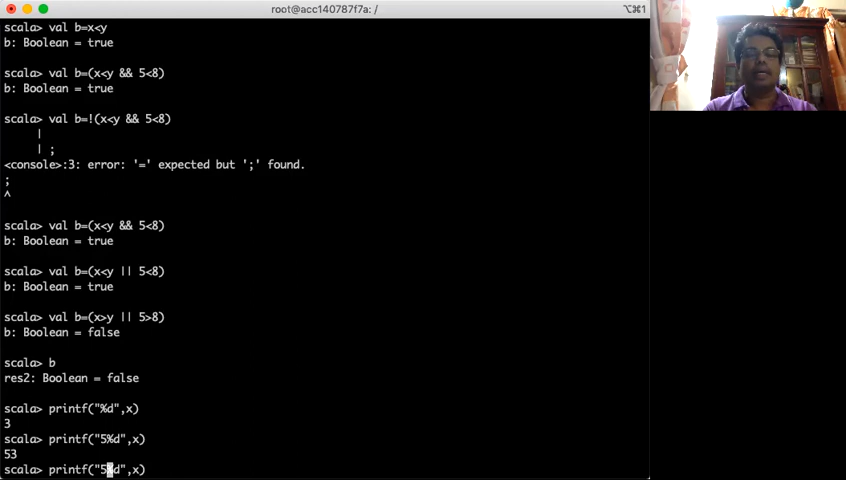 root@acc140787f7a: /
⌥⌘1
scala> val b=x<y
b: Boolean = true
scala> val b=(x<y && 5<8)
b: Boolean = true
scala> val b=!(x<y && 5<8)
|
| ;
<console>:3: error: '=' expected but ';' found.
;
^
scala> val b=(x<y && 5<8)
b: Boolean = true
scala> val b=(x<y || 5<8)
b: Boolean = true
scala> val b=(x>y || 5>8)
b: Boolean = false
scala> b
res2: Boolean = false
scala> printf("%d",x)
3
scala> printf("5%d",x)
53
scala> printf("5%d",x)